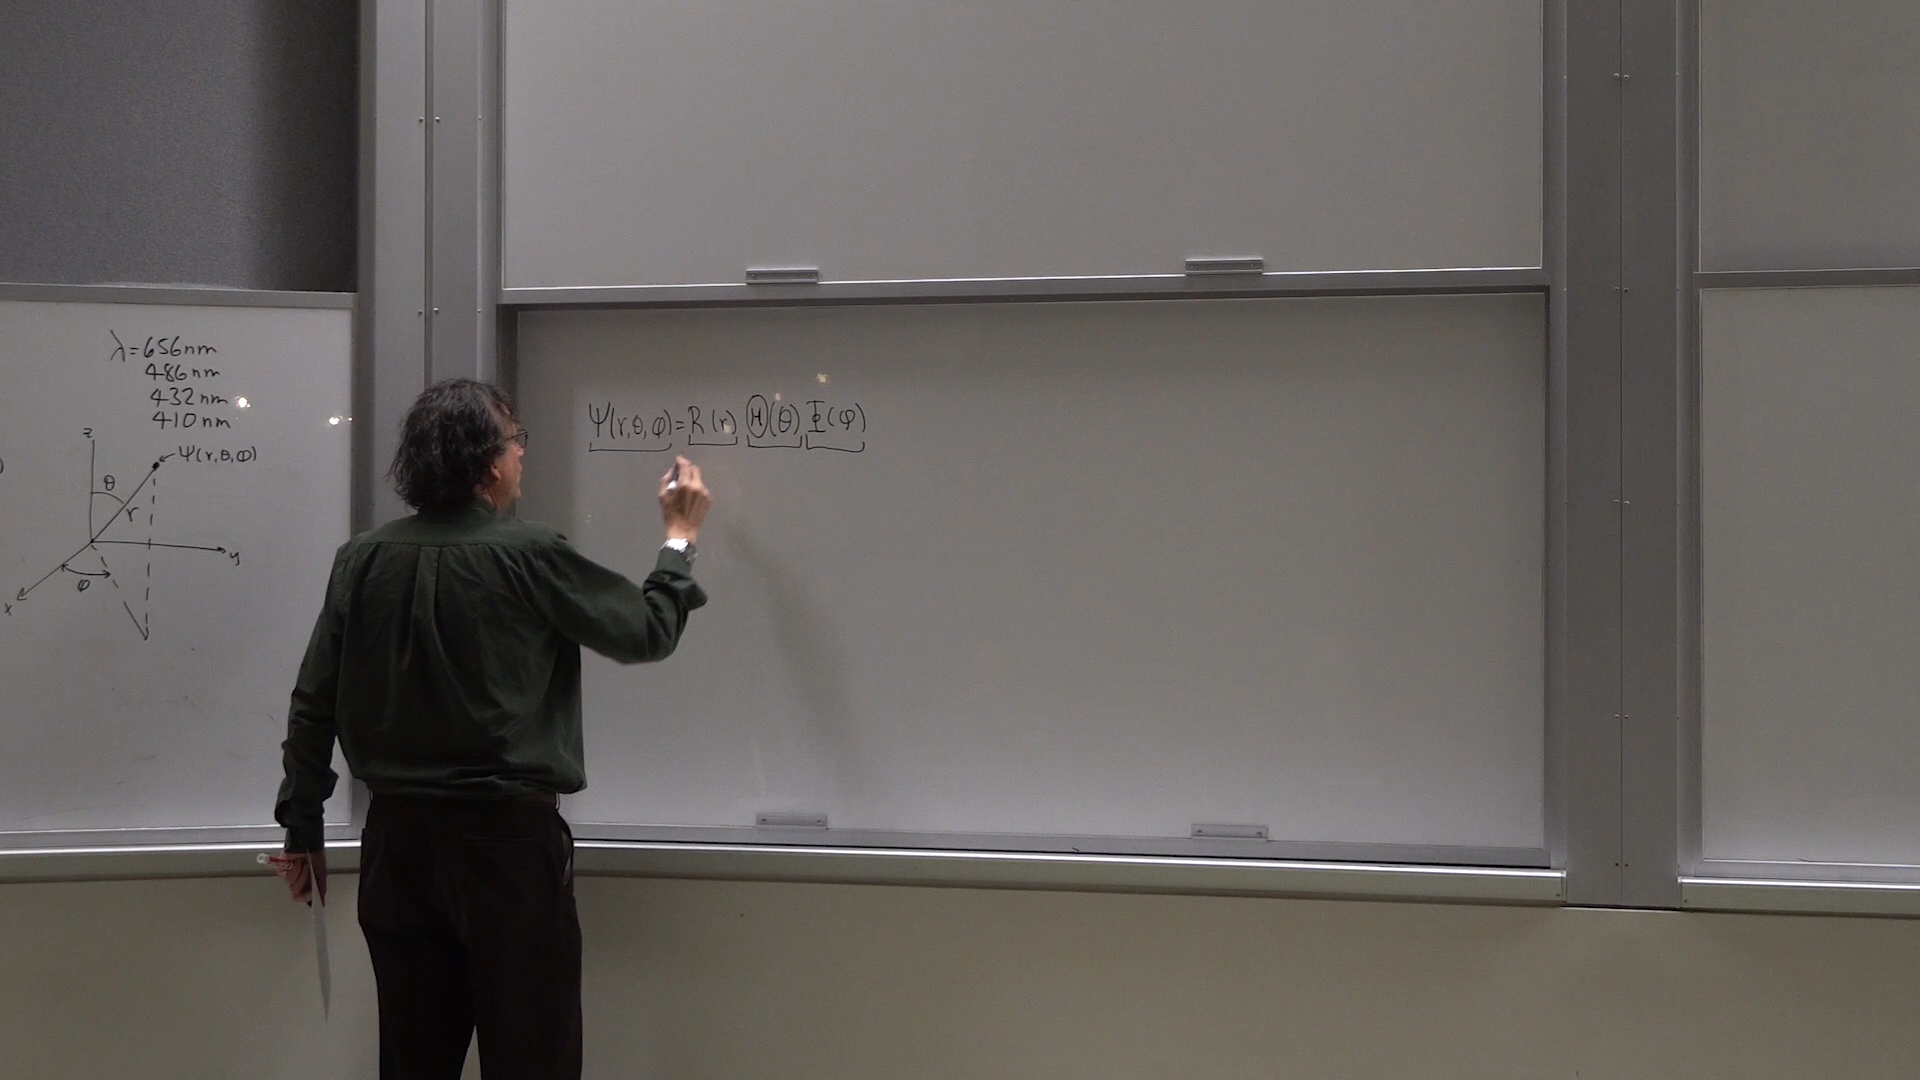 λ=656nm
486nm
432nm
410nm
z
Ψ(r,θ,φ)
θ
r
y
φ
x
Ψ(r,θ,φ)=R(r) Θ(θ) Φ(φ)